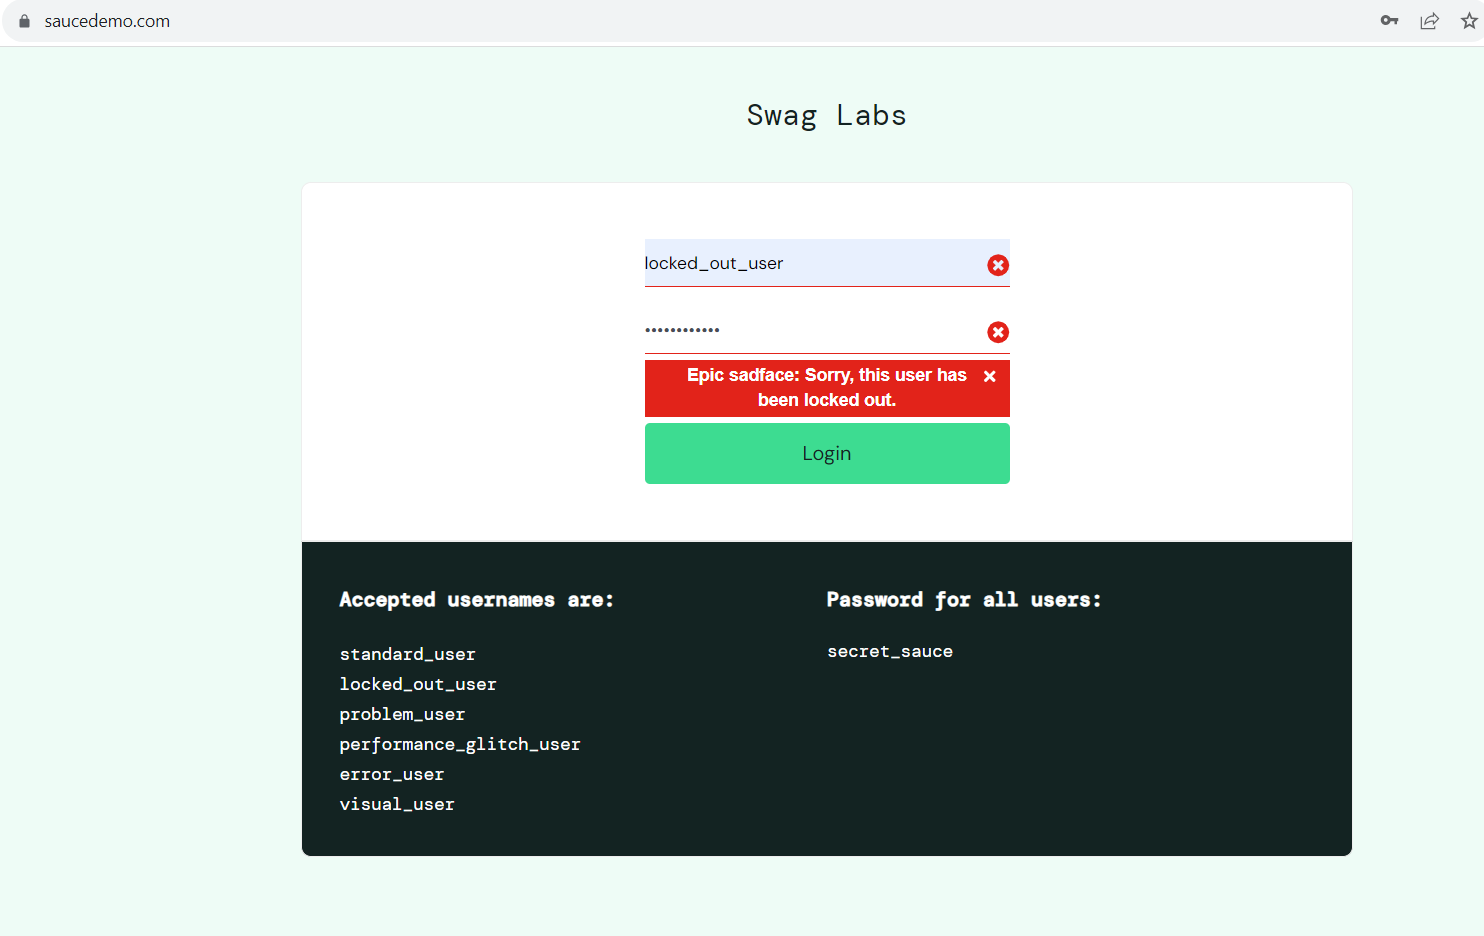 saucedemo.com
Swag Labs
locked_out_user
••••••••••••
Epic sadface: Sorry, this user has
been locked out.
Login
Accepted usernames are:
standard_user
locked_out_user
problem_user
performance_glitch_user
error_user
visual_user
Password for all users:
secret_sauce